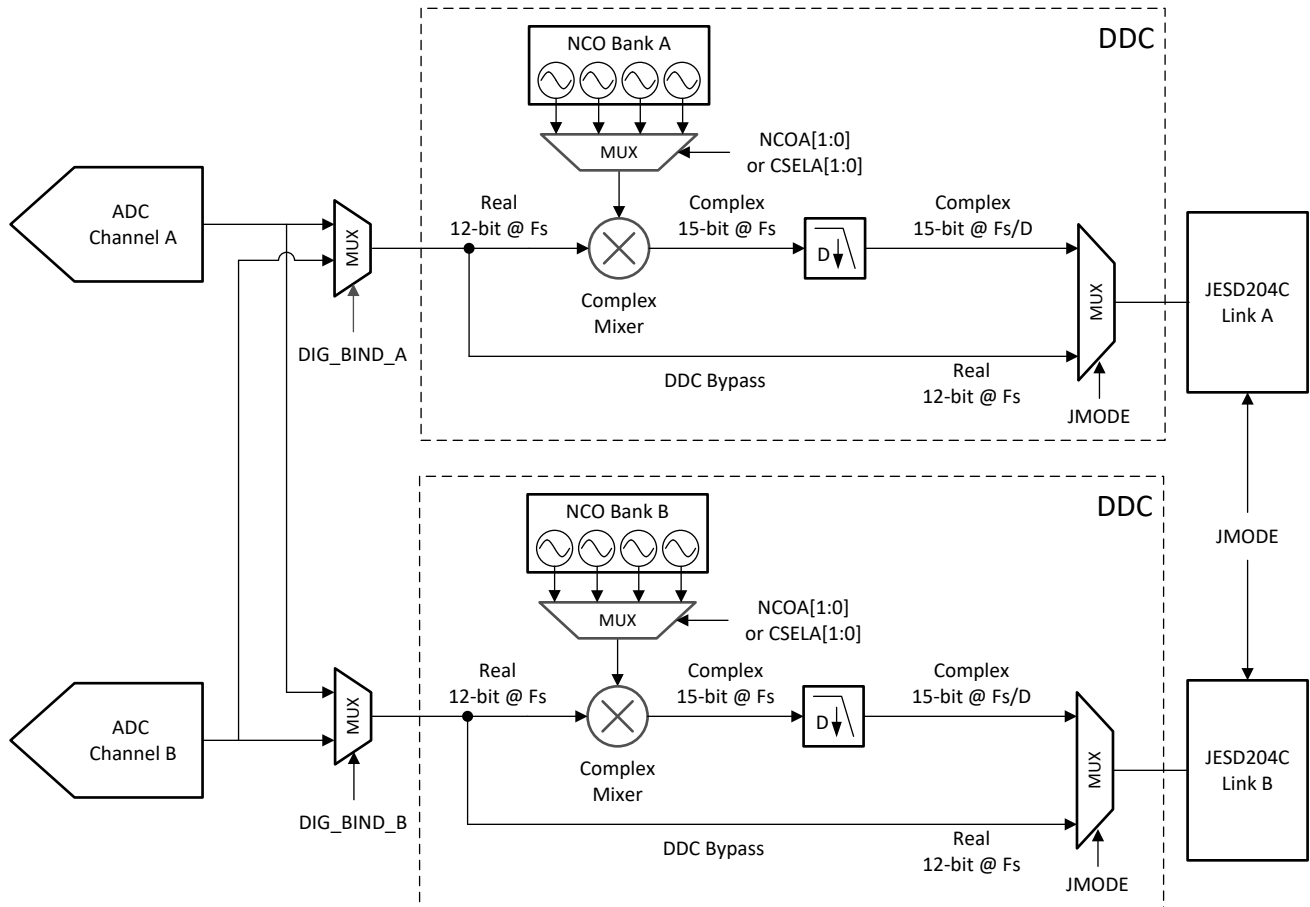 DDC
NCO Bank A
MUX
NCOA[1:0]
or CSELA[1:0]
ADC
Channel A
MUX
DIG_BIND_A
Real
12-bit @ Fs
Complex
Mixer
Complex
15-bit @ Fs
D
Complex
15-bit @ Fs/D
DDC Bypass
Real
12-bit @ Fs
MUX
JMODE
JESD204C
Link A
JMODE
DDC
NCO Bank B
MUX
NCOA[1:0]
or CSELA[1:0]
ADC
Channel B
MUX
DIG_BIND_B
Real
12-bit @ Fs
Complex
Mixer
Complex
15-bit @ Fs
D
Complex
15-bit @ Fs/D
DDC Bypass
Real
12-bit @ Fs
MUX
JMODE
JESD204C
Link B